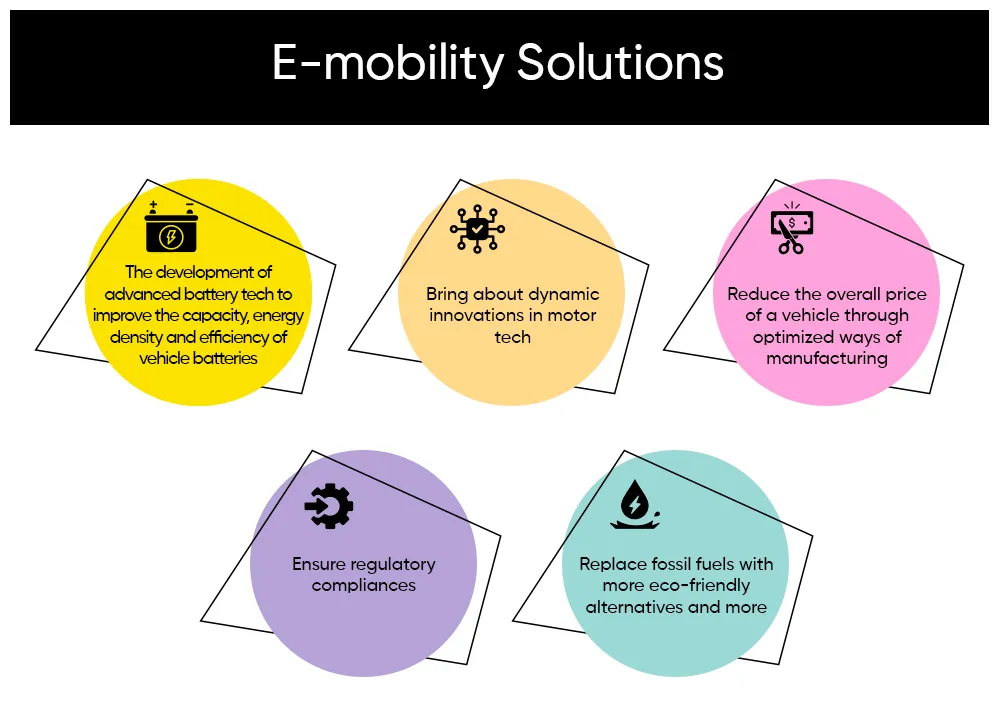 E-mobility Solutions
The development of
advanced battery tech to
improve the capacity, energy
density and efficiency of
vehicle batteries
Bring about dynamic
innovations in motor
tech
$
Reduce the overall price
of a vehicle through
optimized ways of
manufacturing
Ensure regulatory
compliances
Replace fossil fuels with
more eco-friendly
alternatives and more